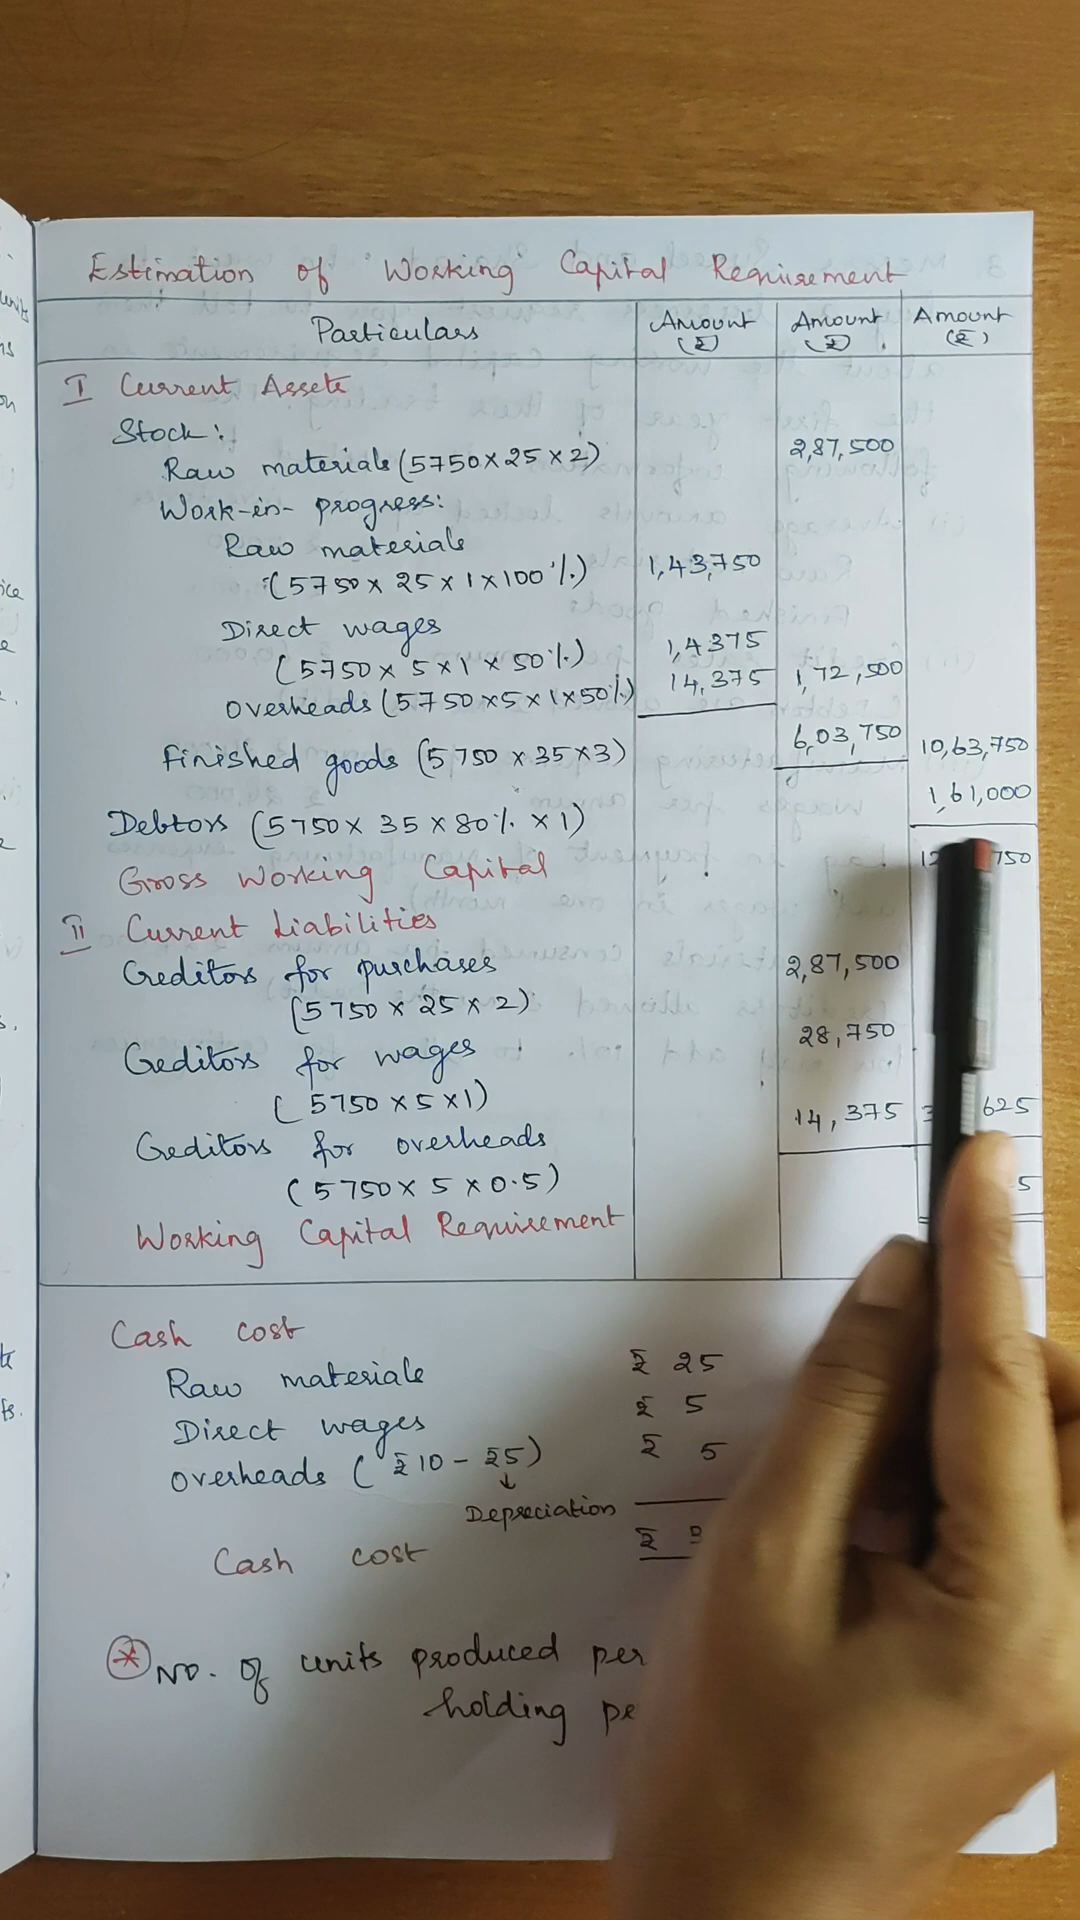 Estimation of Working Capital Requirement
Particulars Amount (₹) Amount (₹) Amount (₹)
I Current Assets
Stock:
Raw materials (5750 x 25 x 2) 2,87,500
Work-in-progress:
Raw materials
(5750 x 25 x 1 x 100%) 1,43,750
Direct wages
(5750 x 5 x 1 x 50%) 1,4375
Overheads (5750 x 5 x 1 x 50%) 14,375 1,72,500
Finished goods (5750 x 35 x 3) 6,03,750 10,63,750
Debtors (5750 x 35 x 80% x 1) 1,61,000
Gross Working Capital 750
II Current Liabilities
Creditors for purchases 2,87,500
(5750 x 25 x 2)
Creditors for wages 28,750
(5750 x 5 x 1)
Creditors for overheads 14,375 625
(5750 x 5 x 0.5)
Working Capital Requirement 5
Cash cost
Raw materials ₹ 25
Direct wages ₹ 5
Overheads (₹10 - ₹5) ₹ 5
↓
Depreciation
Cash cost ₹
* No. of units produced per
holding